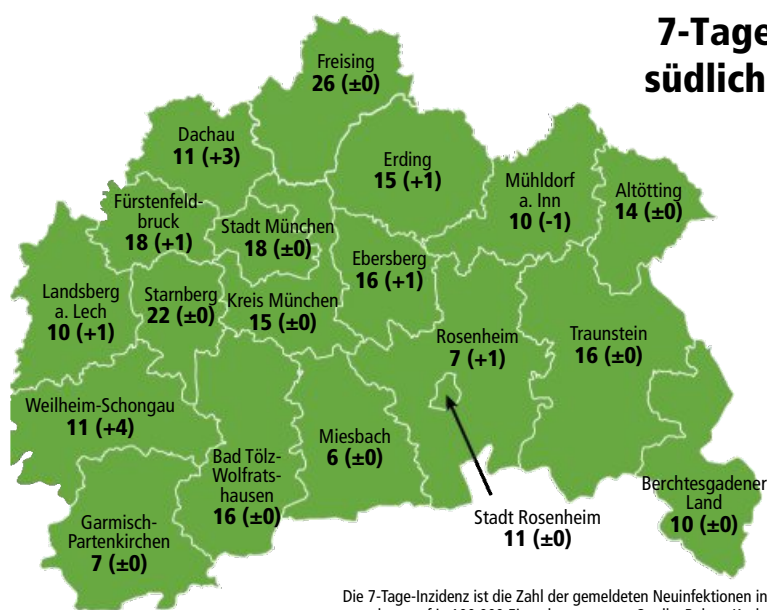 7-Tage
südlich
Freising
26 (±0)
Dachau
11 (+3)
Erding
15 (+1)
Mühldorf
a. Inn
10 (-1)
Altötting
14 (±0)
Fürstenfeld-
bruck
18 (+1)
Stadt München
18 (±0)
Ebersberg
16 (+1)
Landsberg
a. Lech
10 (+1)
Starnberg
22 (±0)
Kreis München
15 (±0)
Rosenheim
7 (+1)
Traunstein
16 (±0)
Weilheim-Schongau
11 (+4)
Bad Tölz-
Wolfrats-
hausen
16 (±0)
Miesbach
6 (±0)
Stadt Rosenheim
11 (±0)
Berchtesgadener
Land
10 (±0)
Garmisch-
Partenkirchen
7 (±0)
Die 7-Tage-Inzidenz ist die Zahl der gemeldeten Neuinfektionen in